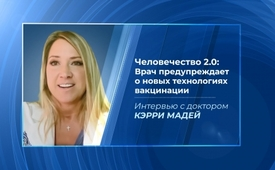 Человечество 2.0:
Врач предупреждает
о новых технологиях
вакцинации
Интервью с доктором
КЭРРИ МАДЕЙ